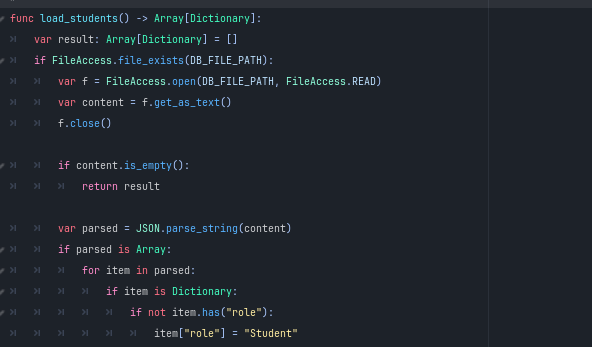 func load_students() -> Array[Dictionary]:
var result: Array[Dictionary] = []
if FileAccess.file_exists(DB_FILE_PATH):
var f = FileAccess.open(DB_FILE_PATH, FileAccess.READ)
var content = f.get_as_text()
f.close()
if content.is_empty():
return result
var parsed = JSON.parse_string(content)
if parsed is Array:
for item in parsed:
if item is Dictionary:
if not item.has("role"):
item["role"] = "Student"